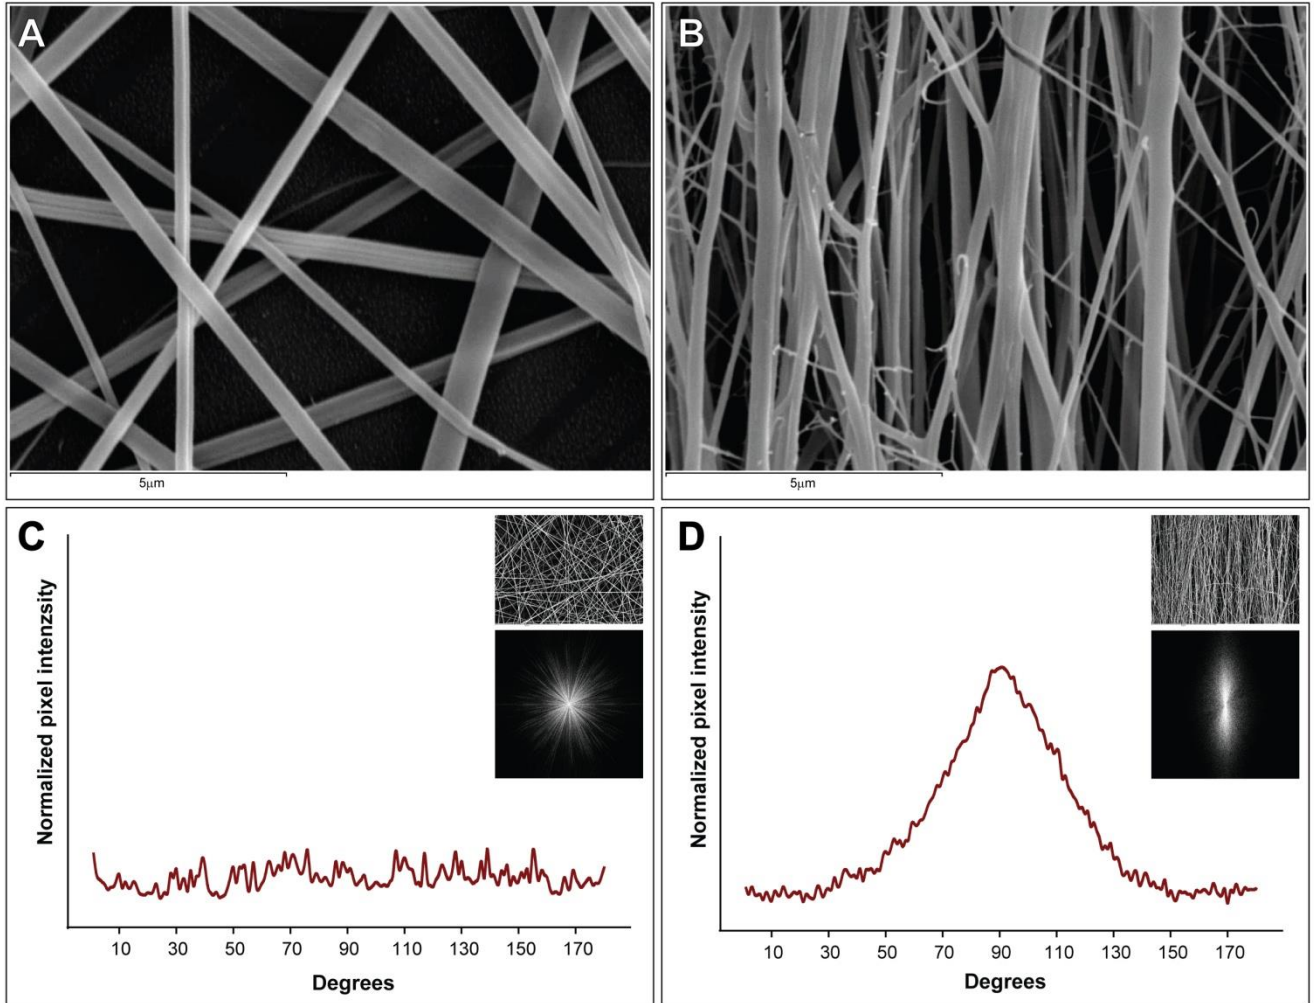 A
B
5μm
5μm
C
Normalized pixel intenzsity
10 30 50 70 90 110 130 150 170
Degrees
D
Normalized pixel intensity
10 30 50 70 90 110 130 150 170
Degrees